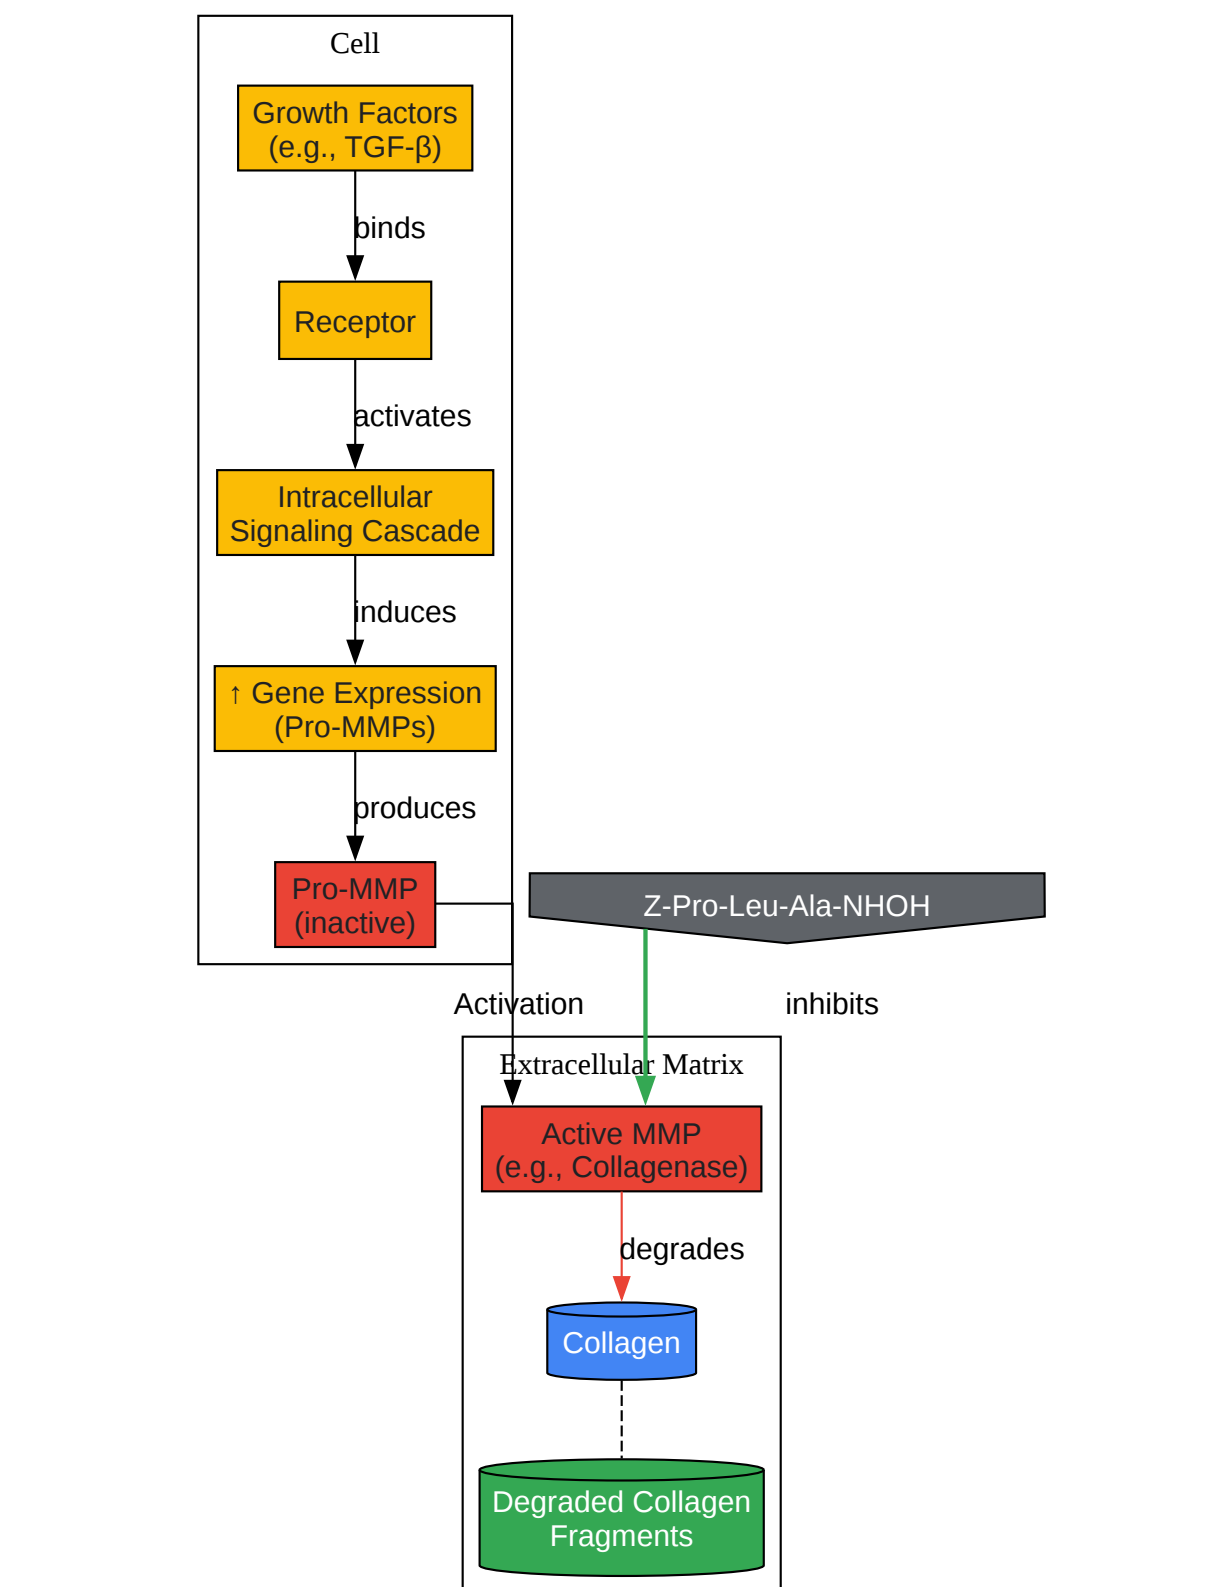 Cell
Growth Factors
(e.g., TGF-β)
binds
Receptor
activates
Intracellular
Signaling Cascade
induces
↑ Gene Expression
(Pro-MMPs)
produces
Pro-MMP
(inactive)
Z-Pro-Leu-Ala-NHOH
Activation
inhibits
Extracellular Matrix
Active MMP
(e.g., Collagenase)
degrades
Collagen
Degraded Collagen
Fragments